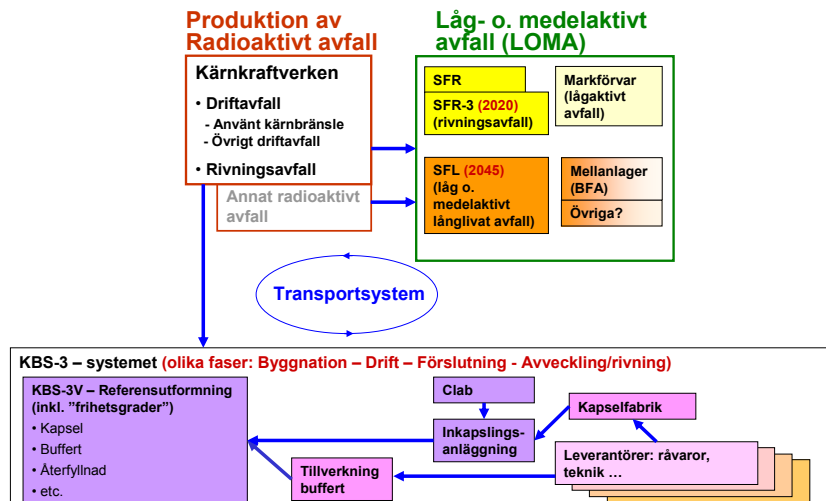 Produktion av
Radioaktivt avfall
Kärnkraftverken
• Driftavfall
- Använt kärnbränsle
- Övrigt driftavfall
• Rivningsavfall
Annat radioaktivt
avfall
Låg- o. medelaktivt
avfall (LOMA)
SFR
SFR-3 (2020)
(rivningsavfall)
Markförvar
(lågaktivt
avfall)
SFL (2045)
(låg o.
medelaktivt
långlivat avfall)
Mellanlager
(BFA)
Övriga?
Transportsystem
KBS-3 – systemet (olika faser: Byggnation – Drift – Förslutning - Avveckling/rivning)
KBS-3V – Referensutformning
(inkl. ”frihetsgrader”)
• Kapsel
• Buffert
• Återfyllnad
• etc.
Clab
Inkapslings-
anläggning
Kapselfabrik
Tillverkning
buffert
Leverantörer: råvaror,
teknik …